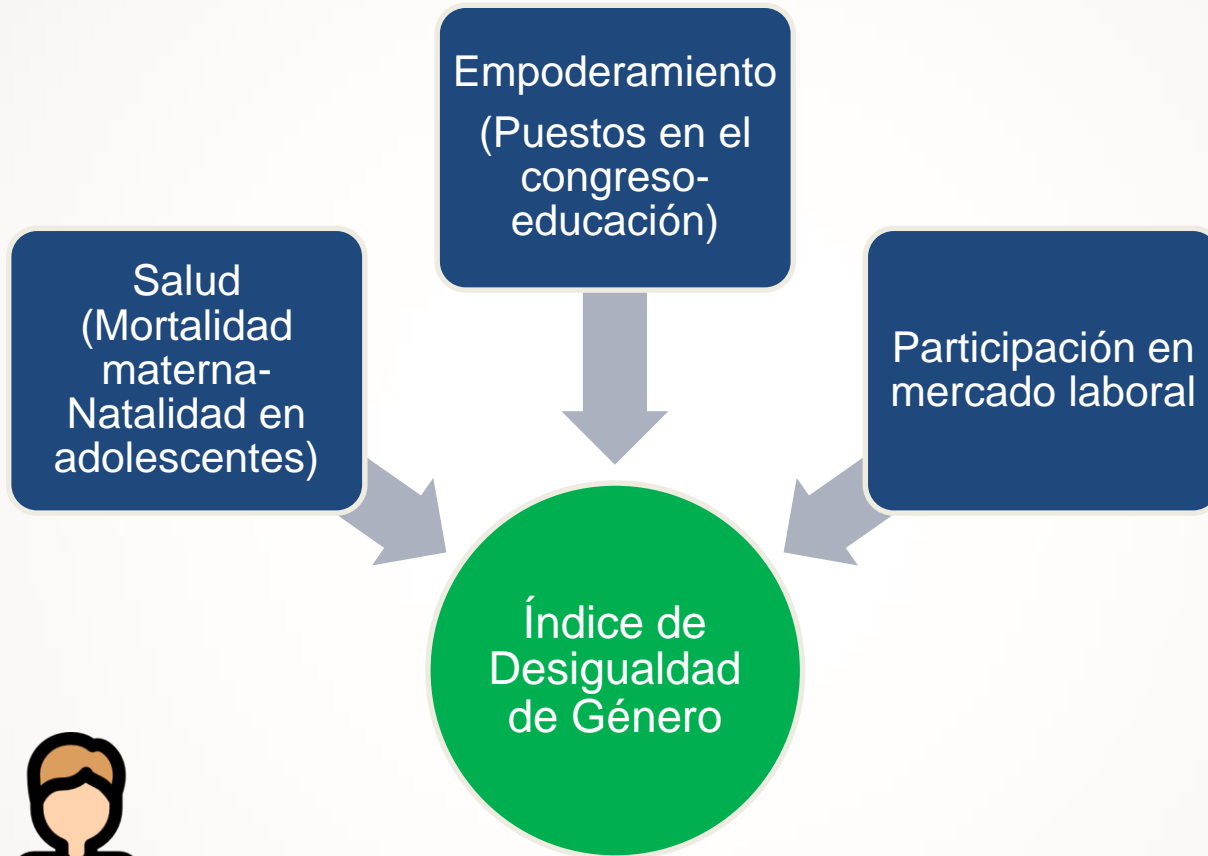 Empoderamiento
(Puestos en el
congreso-
educación)
Salud
(Mortalidad
materna-
Natalidad en
adolescentes)
Participación en
mercado laboral
Índice de
Desigualdad
de Género